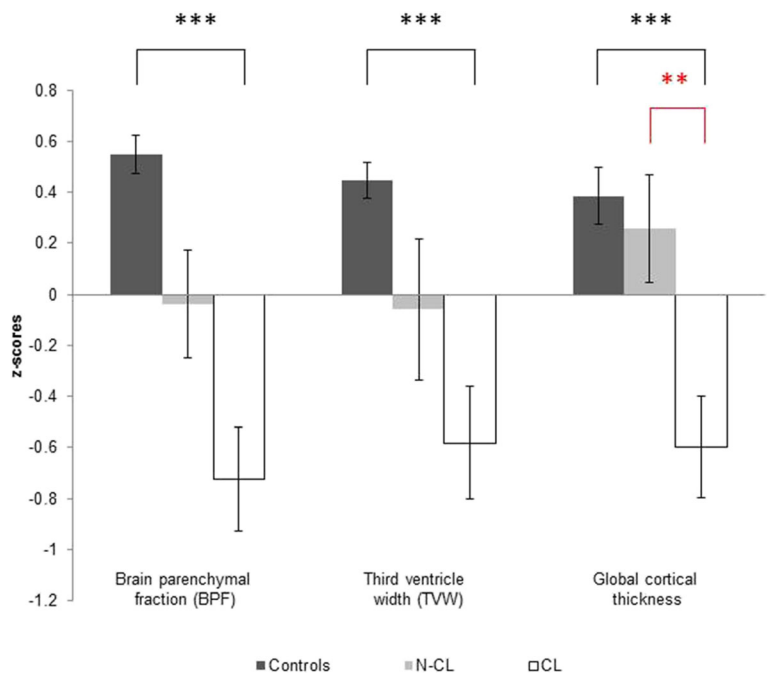 *** *** ***
**
0.8
0.6
0.4
0.2
0
-0.2
-0.4
-0.6
-0.8
-1
-1.2
z-scores
Brain parenchymal
fraction (BPF)
Third ventricle
width (TVW)
Global cortical
thickness
Controls N-CL CL